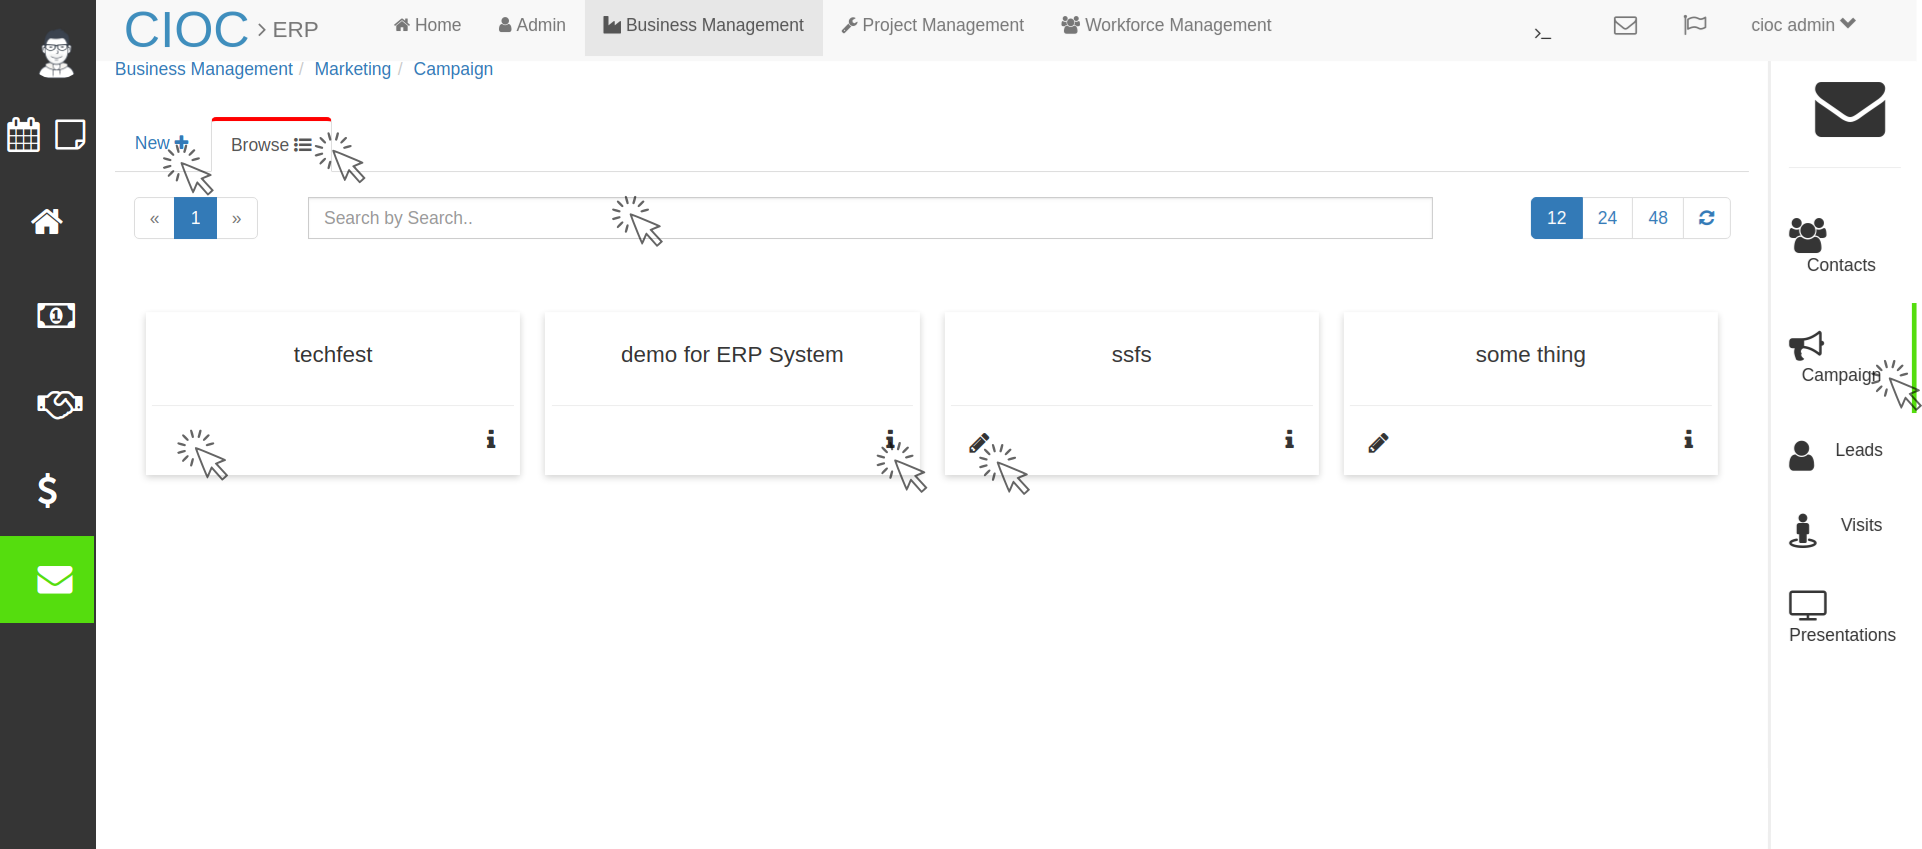 CIOC > ERP
Home
Admin
Business Management
Project Management
Workforce Management
>_
cioc admin
Business Management / Marketing / Campaign
New
Browse
« 1 »
Search by Search..
12 24 48
techfest
demo for ERP System
ssfs
some thing
Contacts
Campaign
Leads
Visits
Presentations